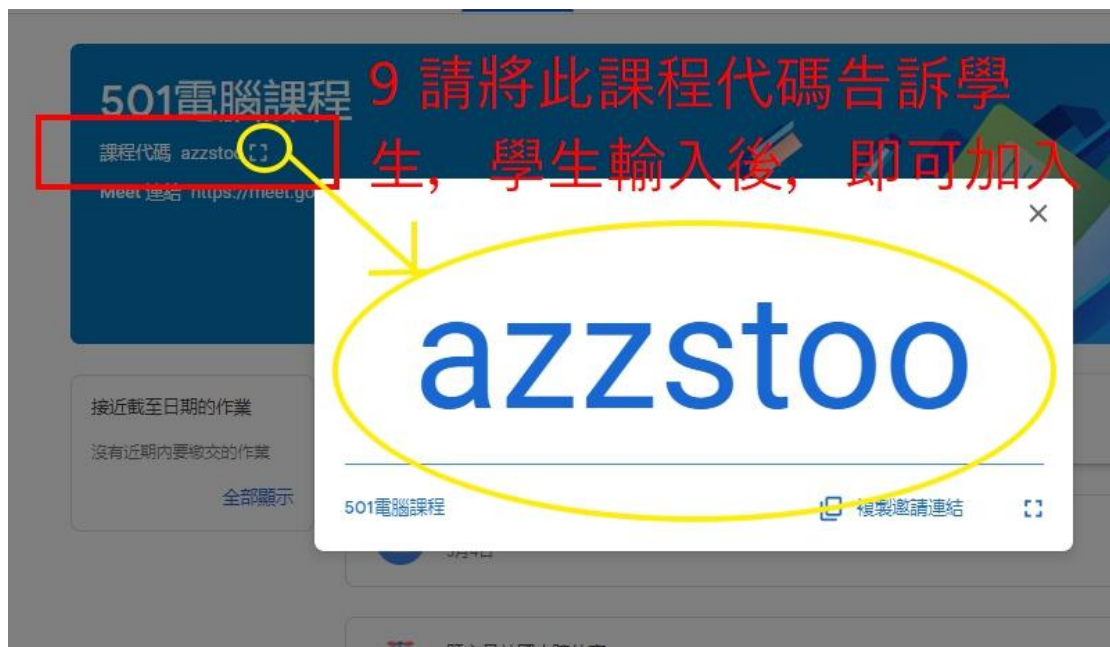 501電腦課程
9 請將此課程代碼告訴學
生, 學生輸入後, 即可加入
課程代碼 azzstoo
Meet 連結 https://meet.go
azzstoo
501電腦課程
複製邀請連結
接近截至日期的作業
沒有近期內要繳交的作業
全部顯示